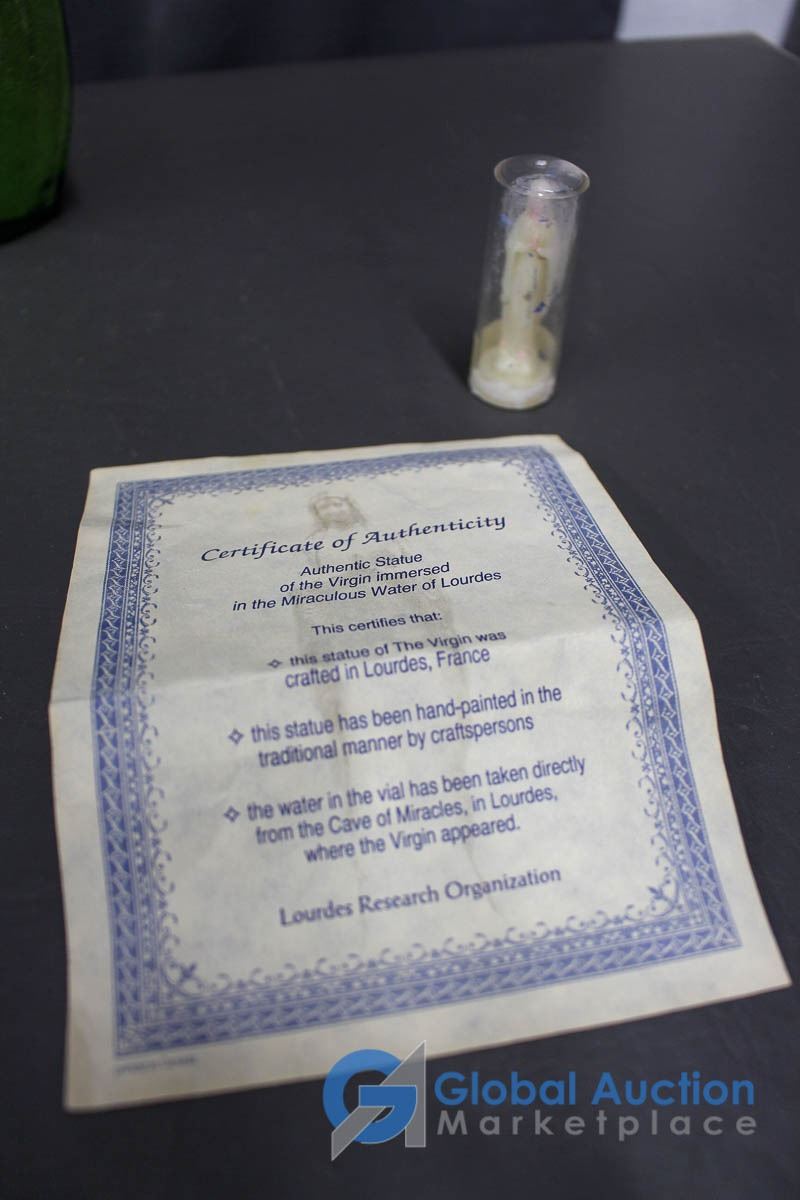 Certificate of Authenticity
Authentic Statue
of the Virgin immersed
in the Miraculous Water of Lourdes
This certifies that:
❖ this statue of The Virgin was
crafted in Lourdes, France
❖ this statue has been hand-painted in the
traditional manner by craftspersons
❖ the water in the vial has been taken directly
from the Cave of Miracles, in Lourdes,
where the Virgin appeared.
Lourdes Research Organization
Global Auction
Marketplace